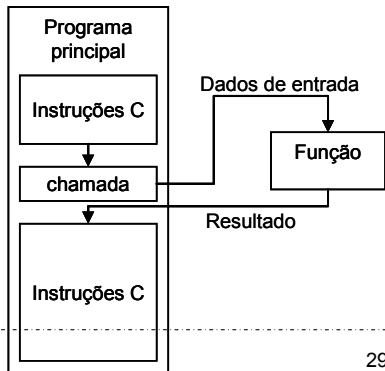 Programa
principal
Instruções C
Dados de entrada
Função
chamada
Resultado
Instruções C
29